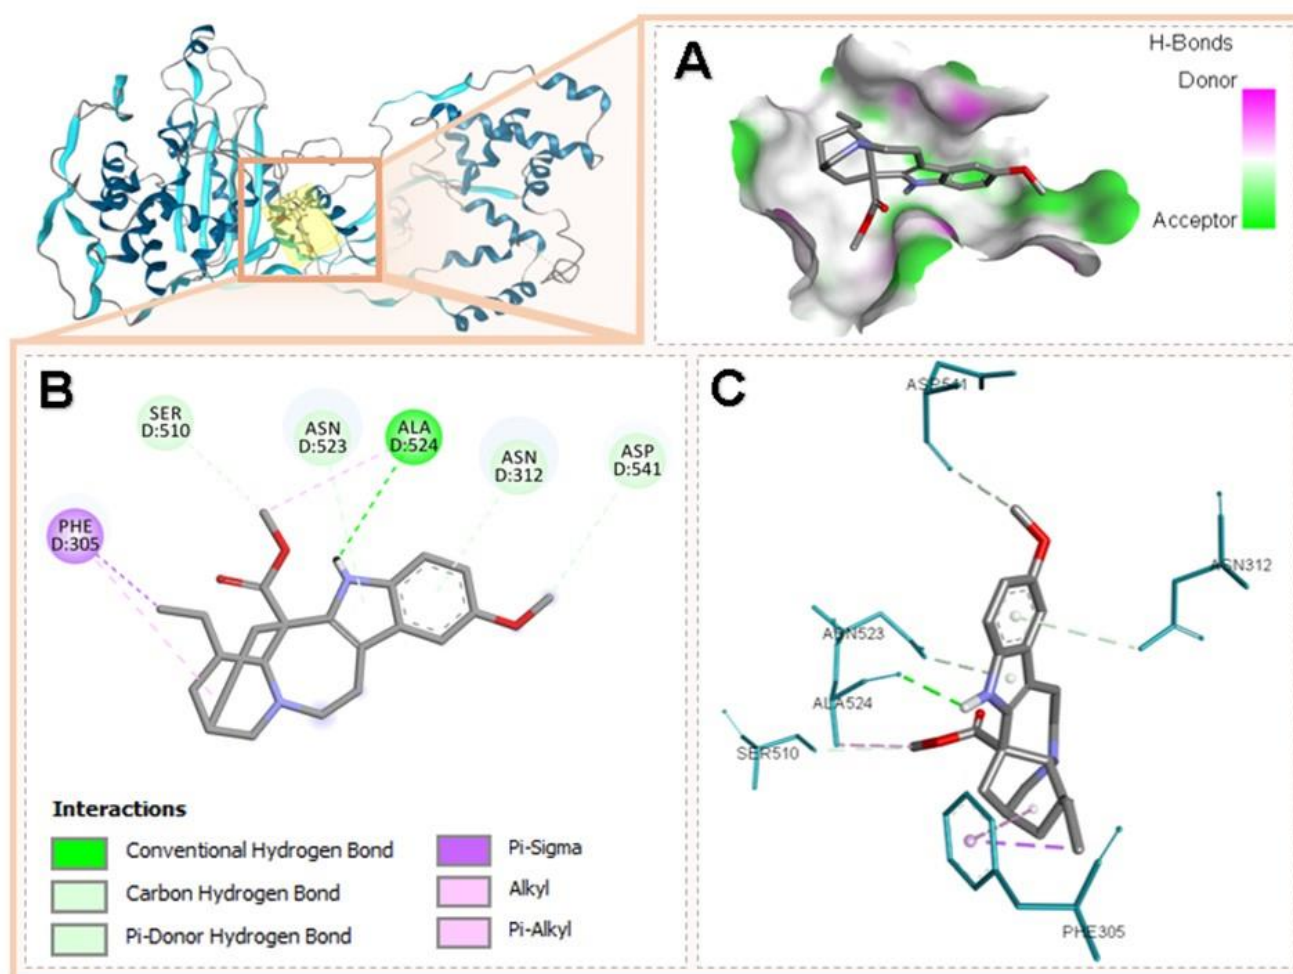 A
H-Bonds
Donor
Acceptor
B
SER
D:510
ASN
D:523
ALA
D:524
ASN
D:312
ASP
D:541
PHE
D:305
Interactions
Conventional Hydrogen Bond
Carbon Hydrogen Bond
Pi-Donor Hydrogen Bond
Pi-Sigma
Alkyl
Pi-Alkyl
C
ASP541
ASN312
ASN523
ALA524
SER510
PHE305